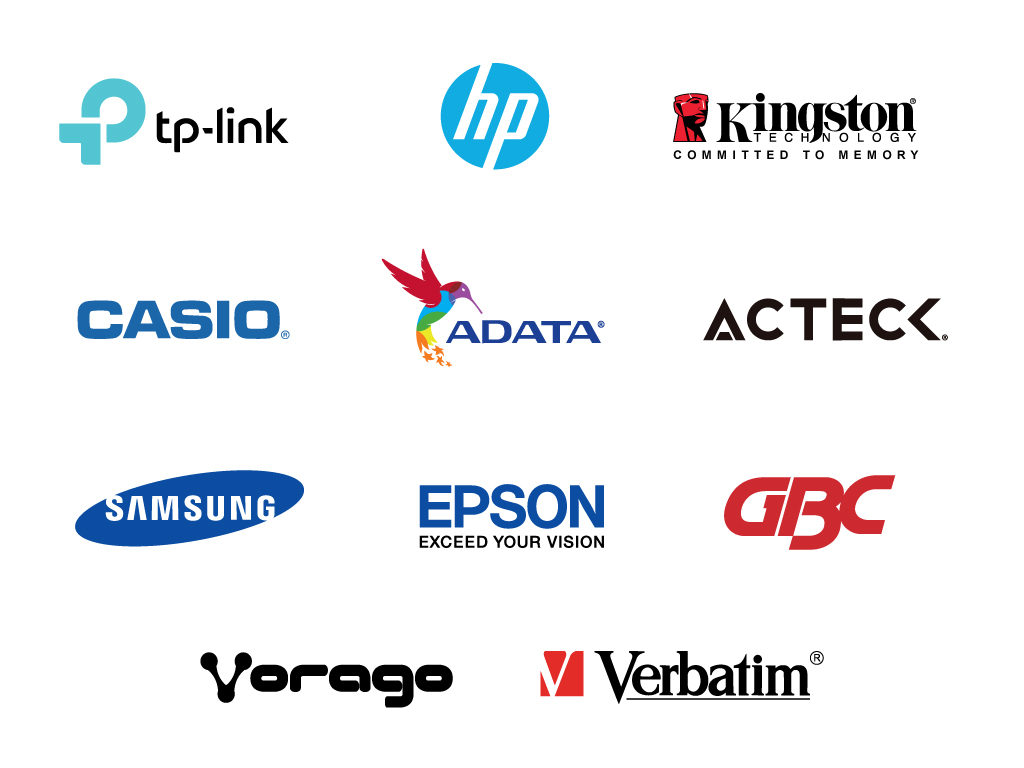 tp-link
hp
Kingston®
TECHNOLOGY
COMMITTED TO MEMORY
CASIO®
ADATA®
ACTECK®
SAMSUNG
EPSON
EXCEED YOUR VISION
GBC
Vorago
Verbatim®